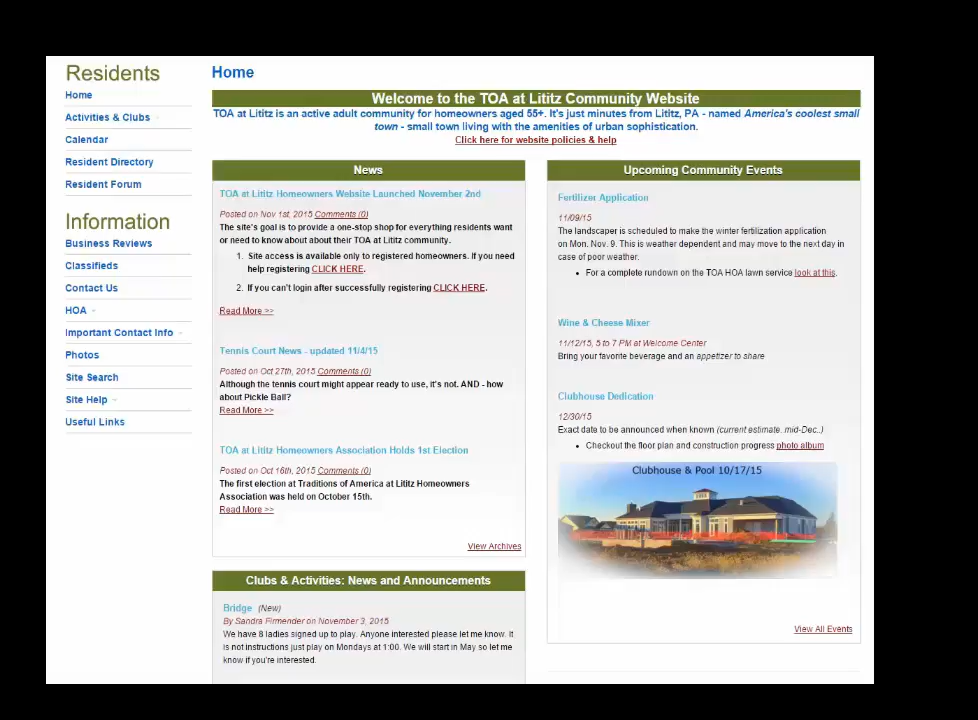 Residents
Home
Activities & Clubs
Calendar
Resident Directory
Resident Forum
Information
Business Reviews
Classifieds
Contact Us
HOA
Important Contact Info
Photos
Site Search
Site Help
Useful Links
Home
Welcome to the TOA at Lititz Community Website
TOA at Lititz is an active adult community for homeowners aged 55+. It's just minutes from Lititz, PA - named America's coolest small
town - small town living with the amenities of urban sophistication.
Click here for website policies & help
News
TOA at Lititz Homeowners Website Launched November 2nd
Posted on Nov 1st, 2015 Comments (0)
The site's goal is to provide a one-stop shop for everything residents want
or need to know about about their TOA at Lititz community.
1. Site access is available only to registered homeowners. If you need
help registering CLICK HERE.
2. If you can't login after successfully registering CLICK HERE.
Read More >>
Tennis Court News - updated 11/4/15
Posted on Oct 27th, 2015 Comments (0)
Although the tennis court might appear ready to use, it's not. AND - how
about Pickle Ball?
Read More >>
TOA at Lititz Homeowners Association Holds 1st Election
Posted on Oct 16th, 2015 Comments (0)
The first election at Traditions of America at Lititz Homeowners
Association was held on October 15th.
Read More >>
View Archives
Clubs & Activities: News and Announcements
Bridge (New)
By Sandra Firmender on November 3, 2015
We have 8 ladies signed up to play. Anyone interested please let me know. It
is not instructions just play on Mondays at 1:00. We will start in May so let me
know if you're interested.
Upcoming Community Events
Fertilizer Application
11/09/15
The landscaper is scheduled to make the winter fertilization application
on Mon. Nov. 9. This is weather dependent and may move to the next day in
case of poor weather.
• For a complete rundown on the TOA HOA lawn service look at this.
Wine & Cheese Mixer
11/12/15, 5 to 7 PM at Welcome Center
Bring your favorite beverage and an appetizer to share
Clubhouse Dedication
12/30/15
Exact date to be announced when known (current estimate. mid-Dec..)
• Checkout the floor plan and construction progress photo album
Clubhouse & Pool 10/17/15
View All Events